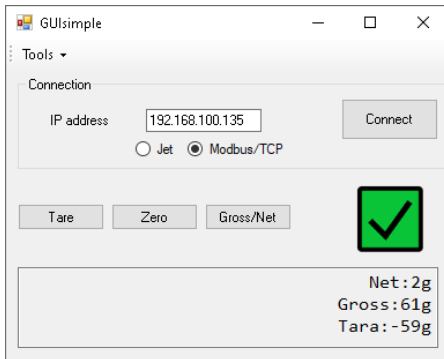 GUIsimple
Tools
Connection
IP address 192.168.100.135 Connect
Jet Modbus/TCP
Tare Zero Gross/Net
Net:2g
Gross:61g
Tara:-59g